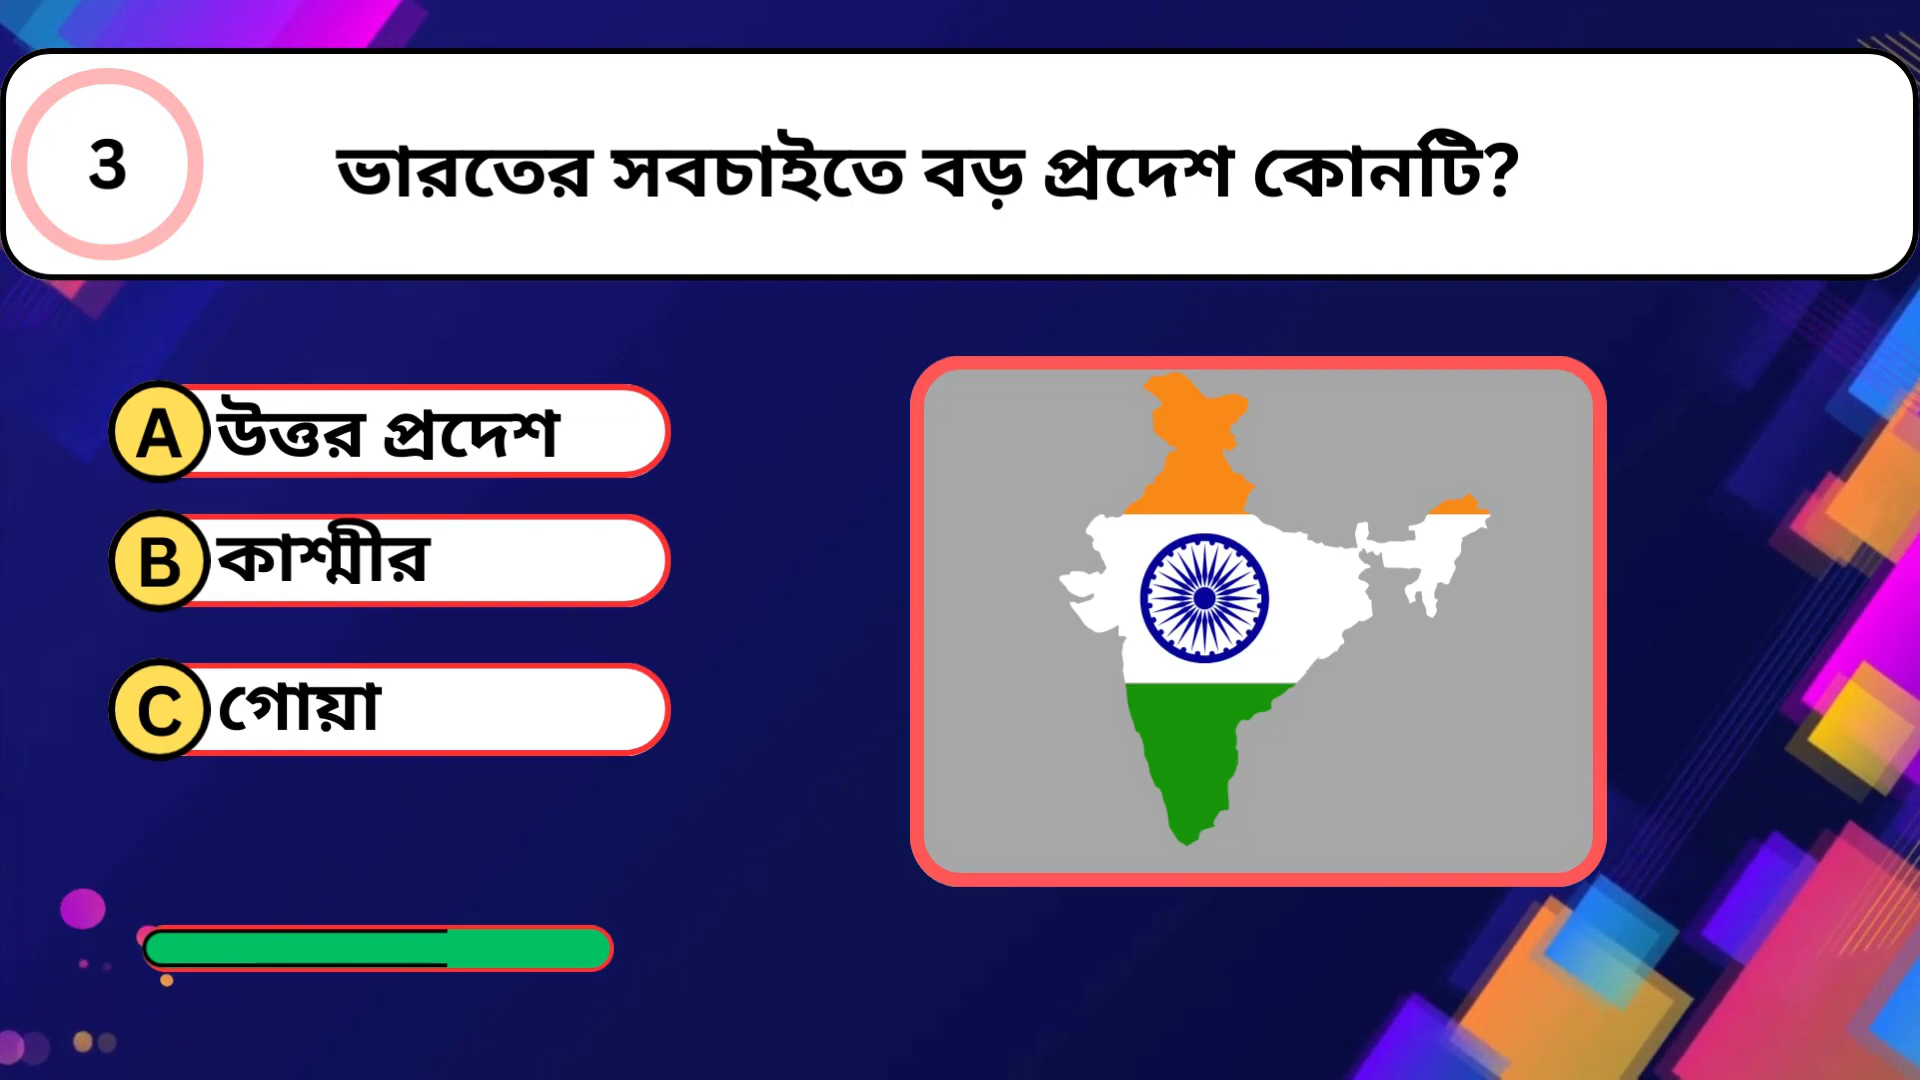 3
ভারতের সবচাইতে বড় প্রদেশ কোনটি?
A উত্তর প্রদেশ
B কাশ্মীর
C গোয়া